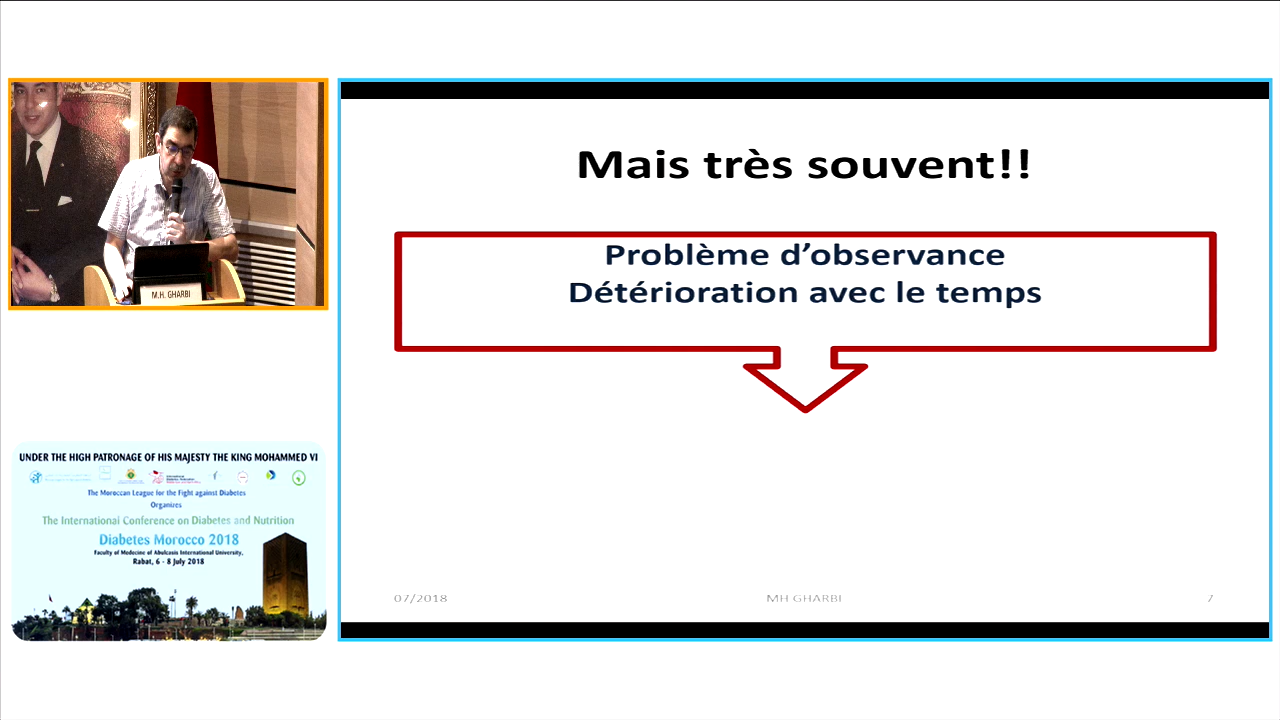 M.H. GHARBI
UNDER THE HIGH PATRONAGE OF HIS MAJESTY THE KING MOHAMMED VI
The Moroccan League for the Fight against Diabetes
Organizes
The International Conference on Diabetes and Nutrition
Diabetes Morocco 2018
Faculty of Medecine of Abulcasis International University,
Rabat, 6 - 8 July 2018
Mais très souvent!!
Problème d’observance
Détérioration avec le temps
07/2018
MH GHARBI
7